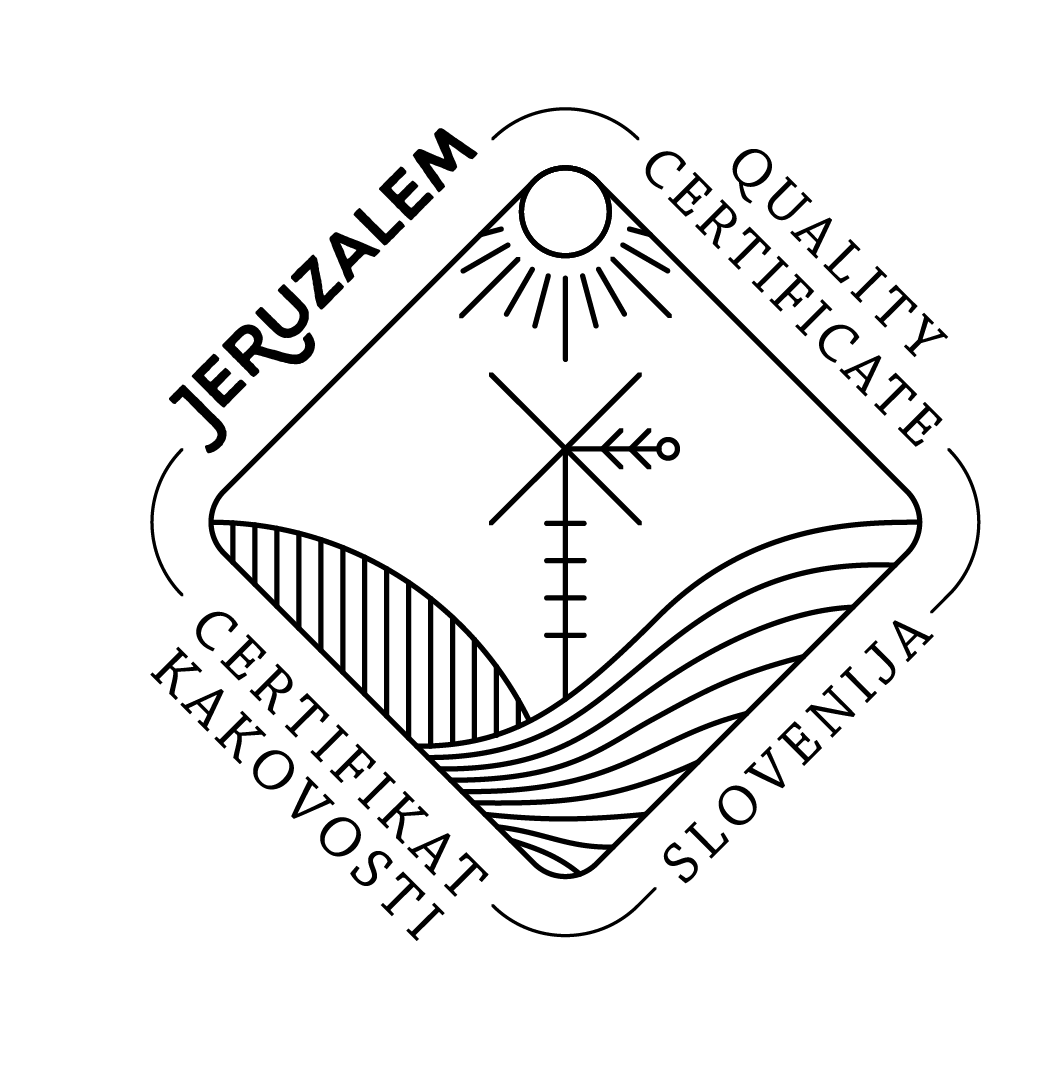 JERUZALEM
QUALITY
CERTIFICATE
CERTIFIKAT
KAKOVOSTI
SLOVENIJA